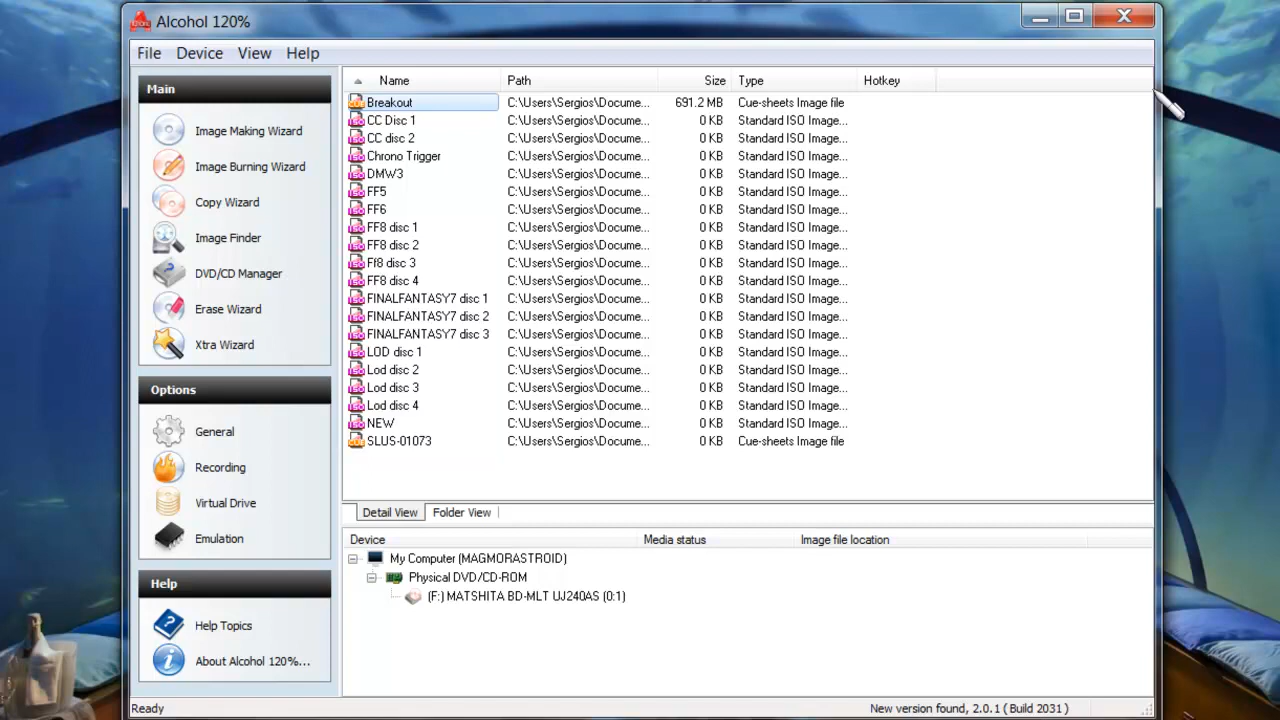 Alcohol 120%
File Device View Help
Main
Image Making Wizard
Image Burning Wizard
Copy Wizard
Image Finder
DVD/CD Manager
Erase Wizard
Xtra Wizard
Options
General
Recording
Virtual Drive
Emulation
Help
Help Topics
About Alcohol 120%...
Name Path Size Type Hotkey
Breakout C:\Users\Sergios\Docume... 691.2 MB Cue-sheets Image file
CC Disc 1 C:\Users\Sergios\Docume... 0 KB Standard ISO Image...
CC disc 2 C:\Users\Sergios\Docume... 0 KB Standard ISO Image...
Chrono Trigger C:\Users\Sergios\Docume... 0 KB Standard ISO Image...
DMW3 C:\Users\Sergios\Docume... 0 KB Standard ISO Image...
FF5 C:\Users\Sergios\Docume... 0 KB Standard ISO Image...
FF6 C:\Users\Sergios\Docume... 0 KB Standard ISO Image...
FF8 disc 1 C:\Users\Sergios\Docume... 0 KB Standard ISO Image...
FF8 disc 2 C:\Users\Sergios\Docume... 0 KB Standard ISO Image...
Ff8 disc 3 C:\Users\Sergios\Docume... 0 KB Standard ISO Image...
FF8 disc 4 C:\Users\Sergios\Docume... 0 KB Standard ISO Image...
FINALFANTASY7 disc 1 C:\Users\Sergios\Docume... 0 KB Standard ISO Image...
FINALFANTASY7 disc 2 C:\Users\Sergios\Docume... 0 KB Standard ISO Image...
FINALFANTASY7 disc 3 C:\Users\Sergios\Docume... 0 KB Standard ISO Image...
LOD disc 1 C:\Users\Sergios\Docume... 0 KB Standard ISO Image...
Lod disc 2 C:\Users\Sergios\Docume... 0 KB Standard ISO Image...
Lod disc 3 C:\Users\Sergios\Docume... 0 KB Standard ISO Image...
Lod disc 4 C:\Users\Sergios\Docume... 0 KB Standard ISO Image...
NEW C:\Users\Sergios\Docume... 0 KB Standard ISO Image...
SLUS-01073 C:\Users\Sergios\Docume... 0 KB Cue-sheets Image file
Detail View Folder View
Device Media status Image file location
My Computer (MAGMORASTROID)
Physical DVD/CD-ROM
(F:) MATSHITA BD-MLT UJ240AS (0:1)
Ready New version found, 2.0.1 ( Build 2031 )